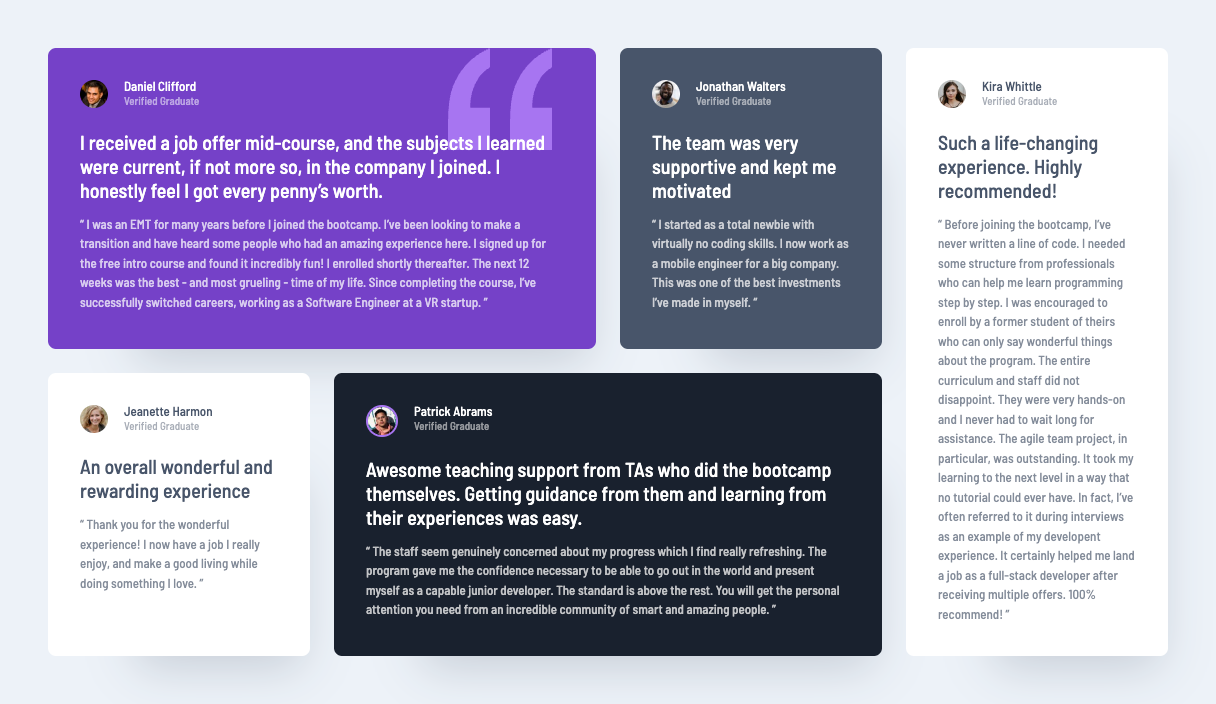 Daniel Clifford
Verified Graduate
I received a job offer mid-course, and the subjects I learned
were current, if not more so, in the company I joined. I
honestly feel I got every penny’s worth.
“ I was an EMT for many years before I joined the bootcamp. I’ve been looking to make a
transition and have heard some people who had an amazing experience here. I signed up for
the free intro course and found it incredibly fun! I enrolled shortly thereafter. The next 12
weeks was the best - and most grueling - time of my life. Since completing the course, I’ve
successfully switched careers, working as a Software Engineer at a VR startup. ”
Jonathan Walters
Verified Graduate
The team was very
supportive and kept me
motivated
“ I started as a total newbie with
virtually no coding skills. I now work as
a mobile engineer for a big company.
This was one of the best investments
I’ve made in myself. ”
Kira Whittle
Verified Graduate
Such a life-changing
experience. Highly
recommended!
“ Before joining the bootcamp, I’ve
never written a line of code. I needed
some structure from professionals
who can help me learn programming
step by step. I was encouraged to
enroll by a former student of theirs
who can only say wonderful things
about the program. The entire
curriculum and staff did not
disappoint. They were very hands-on
and I never had to wait long for
assistance. The agile team project, in
particular, was outstanding. It took my
learning to the next level in a way that
no tutorial could ever have. In fact, I’ve
often referred to it during interviews
as an example of my developent
experience. It certainly helped me land
a job as a full-stack developer after
receiving multiple offers. 100%
recommend! ”
Jeanette Harmon
Verified Graduate
An overall wonderful and
rewarding experience
“ Thank you for the wonderful
experience! I now have a job I really
enjoy, and make a good living while
doing something I love. ”
Patrick Abrams
Verified Graduate
Awesome teaching support from TAs who did the bootcamp
themselves. Getting guidance from them and learning from
their experiences was easy.
“ The staff seem genuinely concerned about my progress which I find really refreshing. The
program gave me the confidence necessary to be able to go out in the world and present
myself as a capable junior developer. The standard is above the rest. You will get the personal
attention you need from an incredible community of smart and amazing people. ”